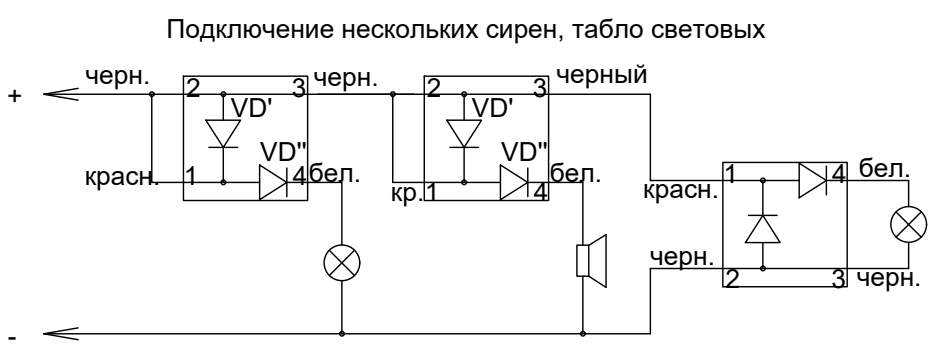 Подключение нескольких сирен, табло световых
+ черн. 2 3 черн. 2 3 черный
VD' VD'
VD" VD"
красн. 1 4 бел. кр. 1 4 бел.
красн. 1 4 бел.
черн. 2 3 черн.
-